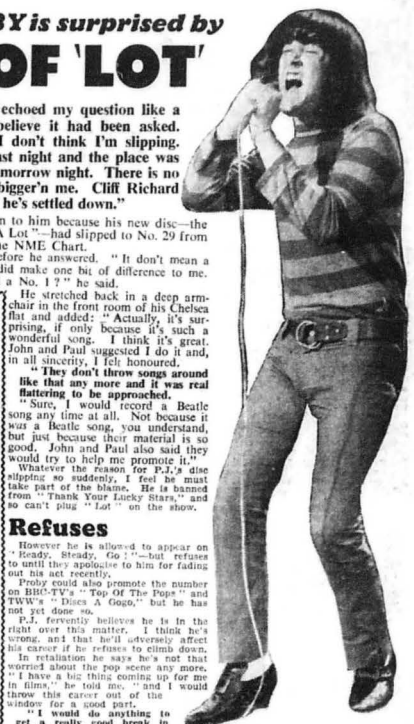 BY is surprised by
OF 'LOT'
echoed my question like a
believe it had been asked.
I don't think I'm slipping.
st night and the place was
morrow night. There is no
bigger'n me. Cliff Richard
he's settled down."
n to him because his new disc—the
A Lot "—had slipped to No. 29 from
e NME Chart.
fore he answered. " It don't mean a
did make one bit of difference to me.
a No. 1 ? " he said.
He stretched back in a deep arm-
chair in the front room of his Chelsea
flat and added: " Actually, it's sur-
prising, if only because it's such a
wonderful song. I think it's great.
John and Paul suggested I do it and,
in all sincerity, I felt honoured.
" They don't throw songs around
like that any more and it was real
flattering to be approached.
" Sure, I would record a Beatle
song any time at all. Not because it
was a Beatle song, you understand,
but just because their material is so
good. John and Paul also said they
would try to help me promote it."
Whatever the reason for P.J.'s disc
slipping so suddenly, I feel he must
take part of the blame. He is banned
from " Thank Your Lucky Stars," and
so can't plug " Lot " on the show.
Refuses
However he is allowed to appear on
" Ready, Steady, Go ! "—but refuses
to until they apologise to him for fading
out his act recently.
Proby could also promote the number
on BBC-TV's " Top Of The Pops " and
TWW's " Discs A Gogo," but he has
not yet done so.
P.J. fervently believes he is in the
right over this matter. I think he's
wrong, and that he'll adversely affect
his career if he refuses to climb down.
In retaliation he says he's not that
worried about the pop scene any more.
" I have a big thing coming up for me
in films," he told me, " and I would
throw this career out of the
window for a good part.
" I would do anything to
get a really good break in